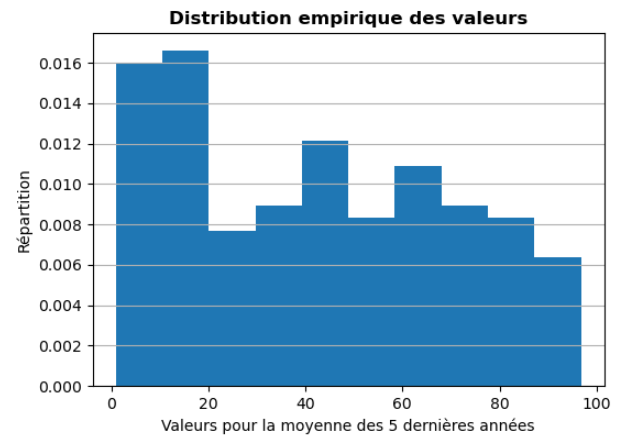 Distribution empirique des valeurs
0.016
0.014
0.012
0.010
0.008
0.006
0.004
0.002
0.000
Répartition
0 20 40 60 80 100
Valeurs pour la moyenne des 5 dernières années